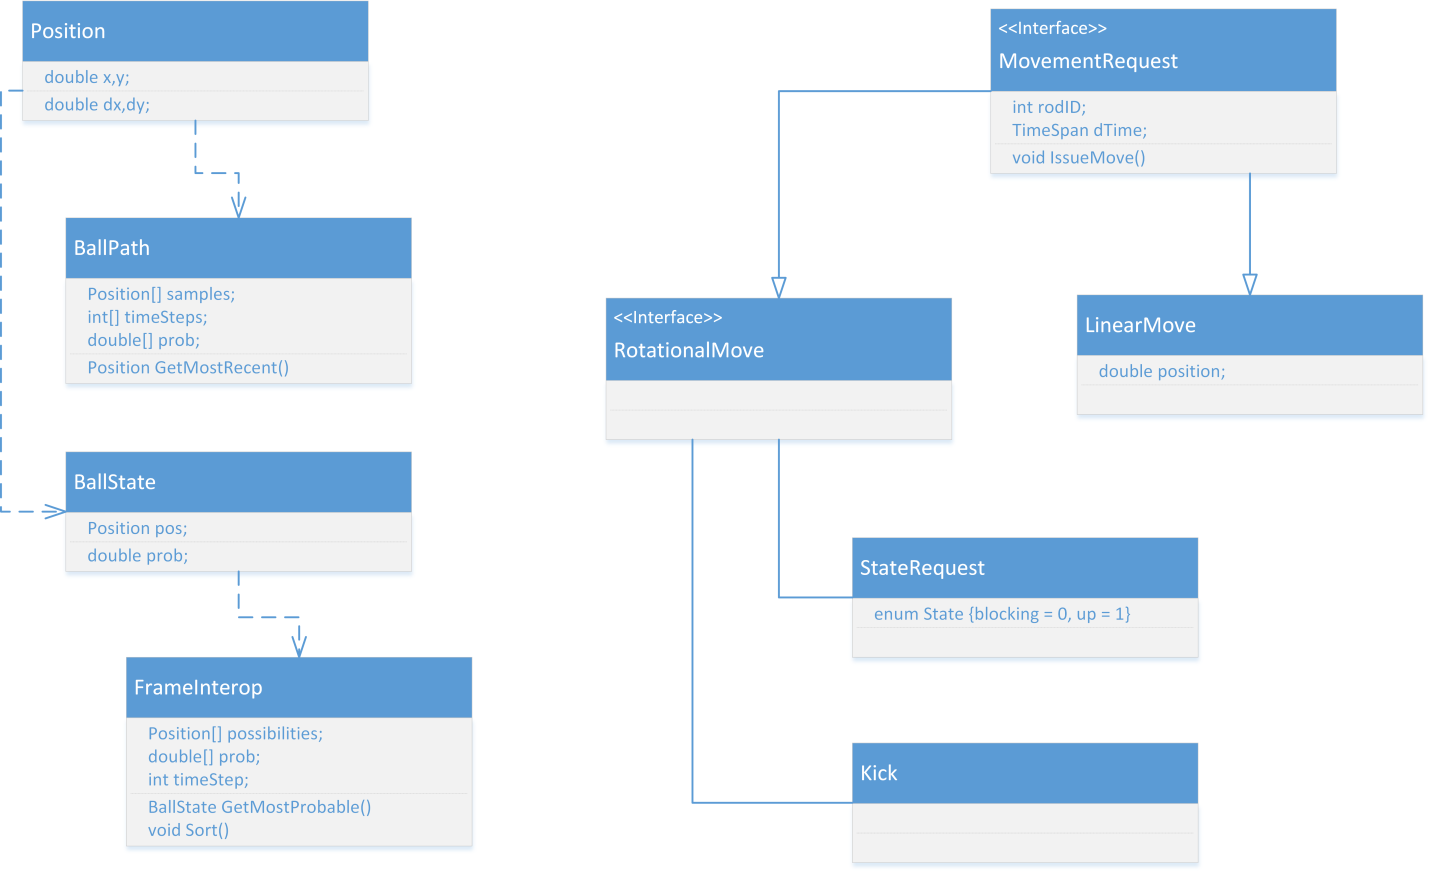 Position
double x,y;
double dx,dy;
BallPath
Position[] samples;
int[] timeSteps;
double[] prob;
Position GetMostRecent()
BallState
Position pos;
double prob;
FrameInterop
Position[] possibilities;
double[] prob;
int timeStep;
BallState GetMostProbable()
void Sort()
<<Interface>>
MovementRequest
int rodID;
TimeSpan dTime;
void IssueMove()
<<Interface>>
RotationalMove
LinearMove
double position;
StateRequest
enum State {blocking = 0, up = 1}
Kick